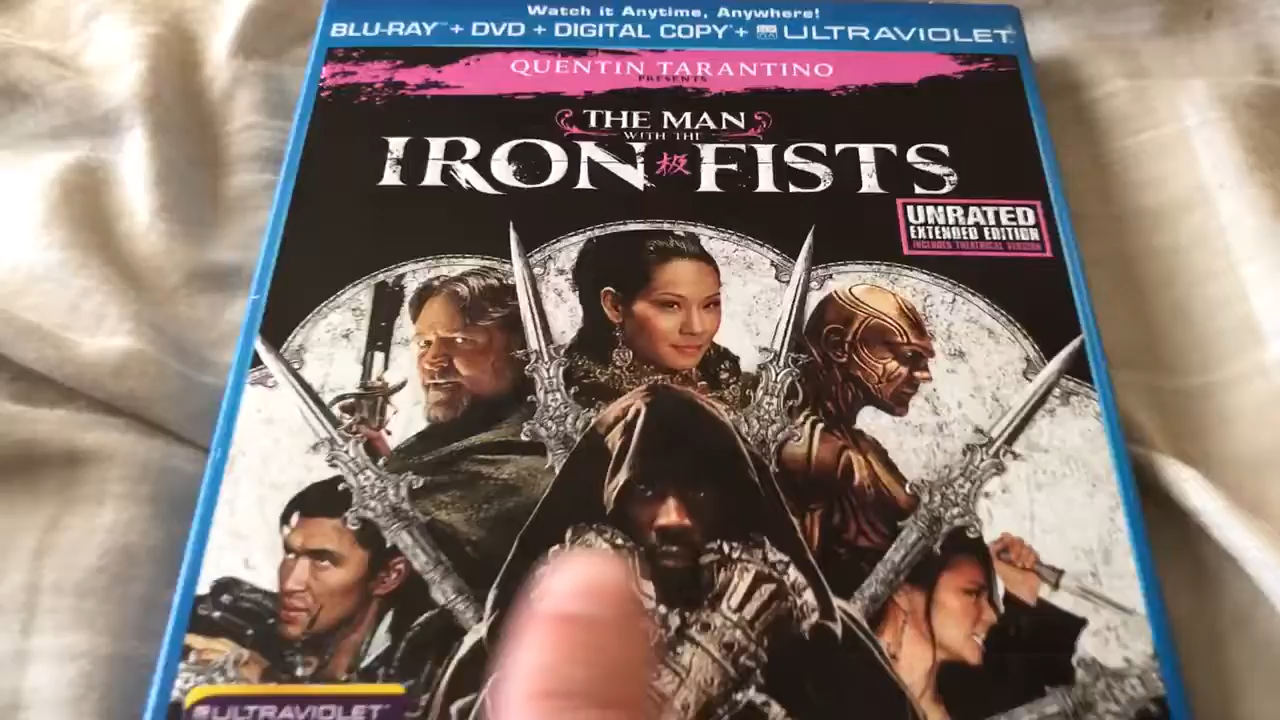 Watch it Anytime, Anywhere!
BLU-RAY™ + DVD + DIGITAL COPY* + ULTRAVIOLET
QUENTIN TARANTINO
PRESENTS
THE MAN
WITH THE
IRON 极 FISTS
UNRATED
EXTENDED EDITION
INCLUDES THEATRICAL VERSION
ULTRAVIOLET